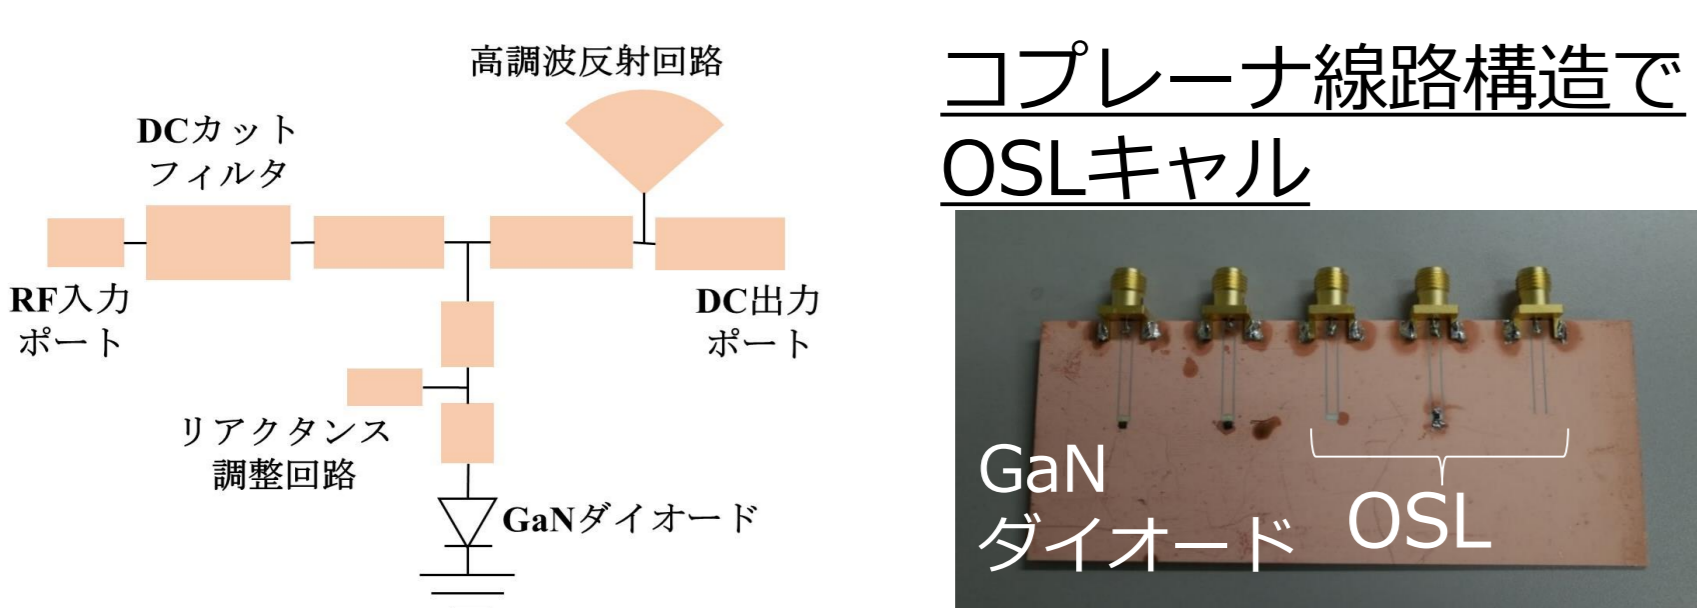 高調波反射回路
DCカット
フィルタ
RF入力
ポート
DC出力
ポート
リアクタンス
調整回路
GaNダイオード
コプレーナ線路構造で
OSLキャル
GaN
ダイオード
OSL